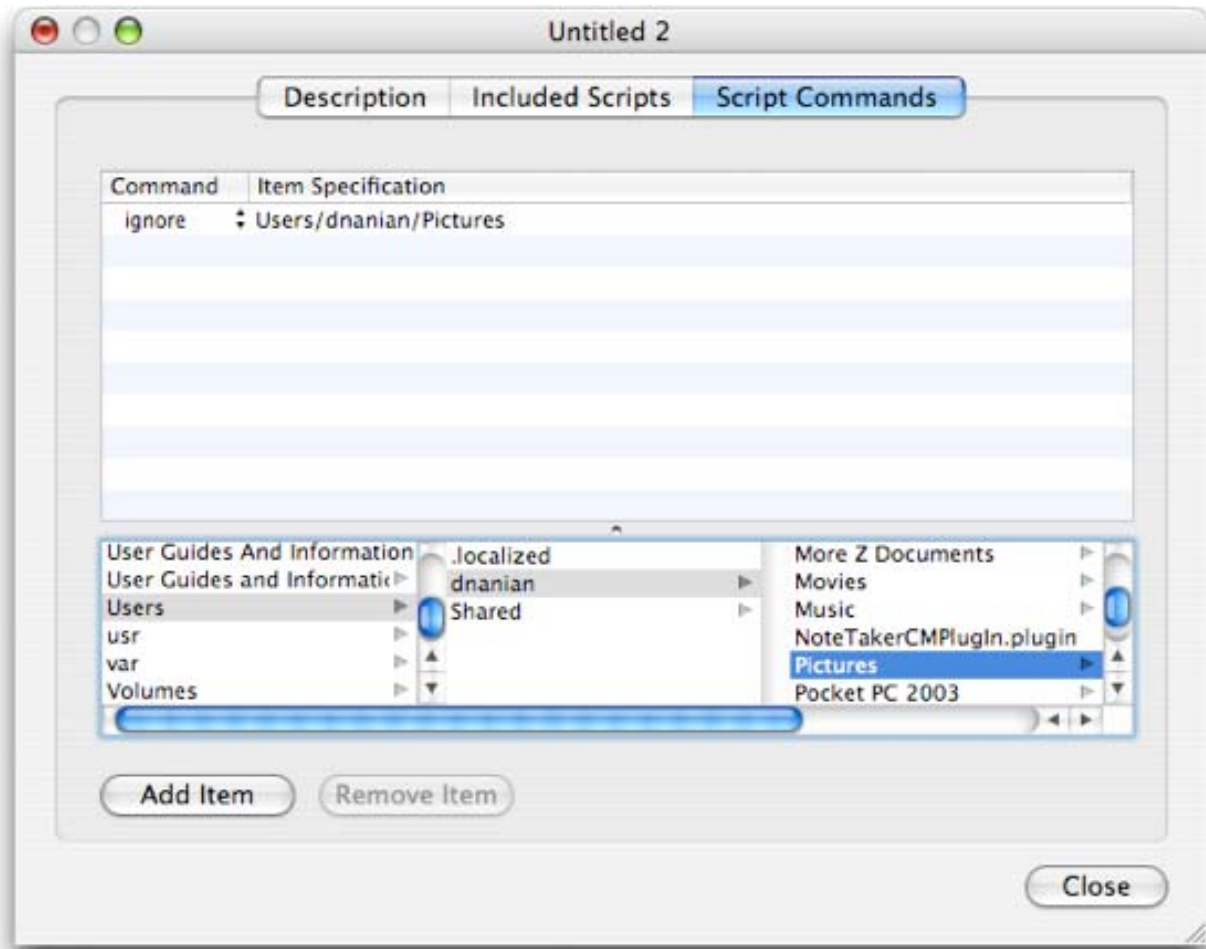 Untitled 2
Description Included Scripts Script Commands
Command Item Specification
ignore Users/dnanian/Pictures
User Guides And Information
User Guides and Informatic
Users
usr
var
Volumes
.localized
dnanian
Shared
More Z Documents
Movies
Music
NoteTakerCMPlugIn.plugin
Pictures
Pocket PC 2003
Add Item Remove Item
Close